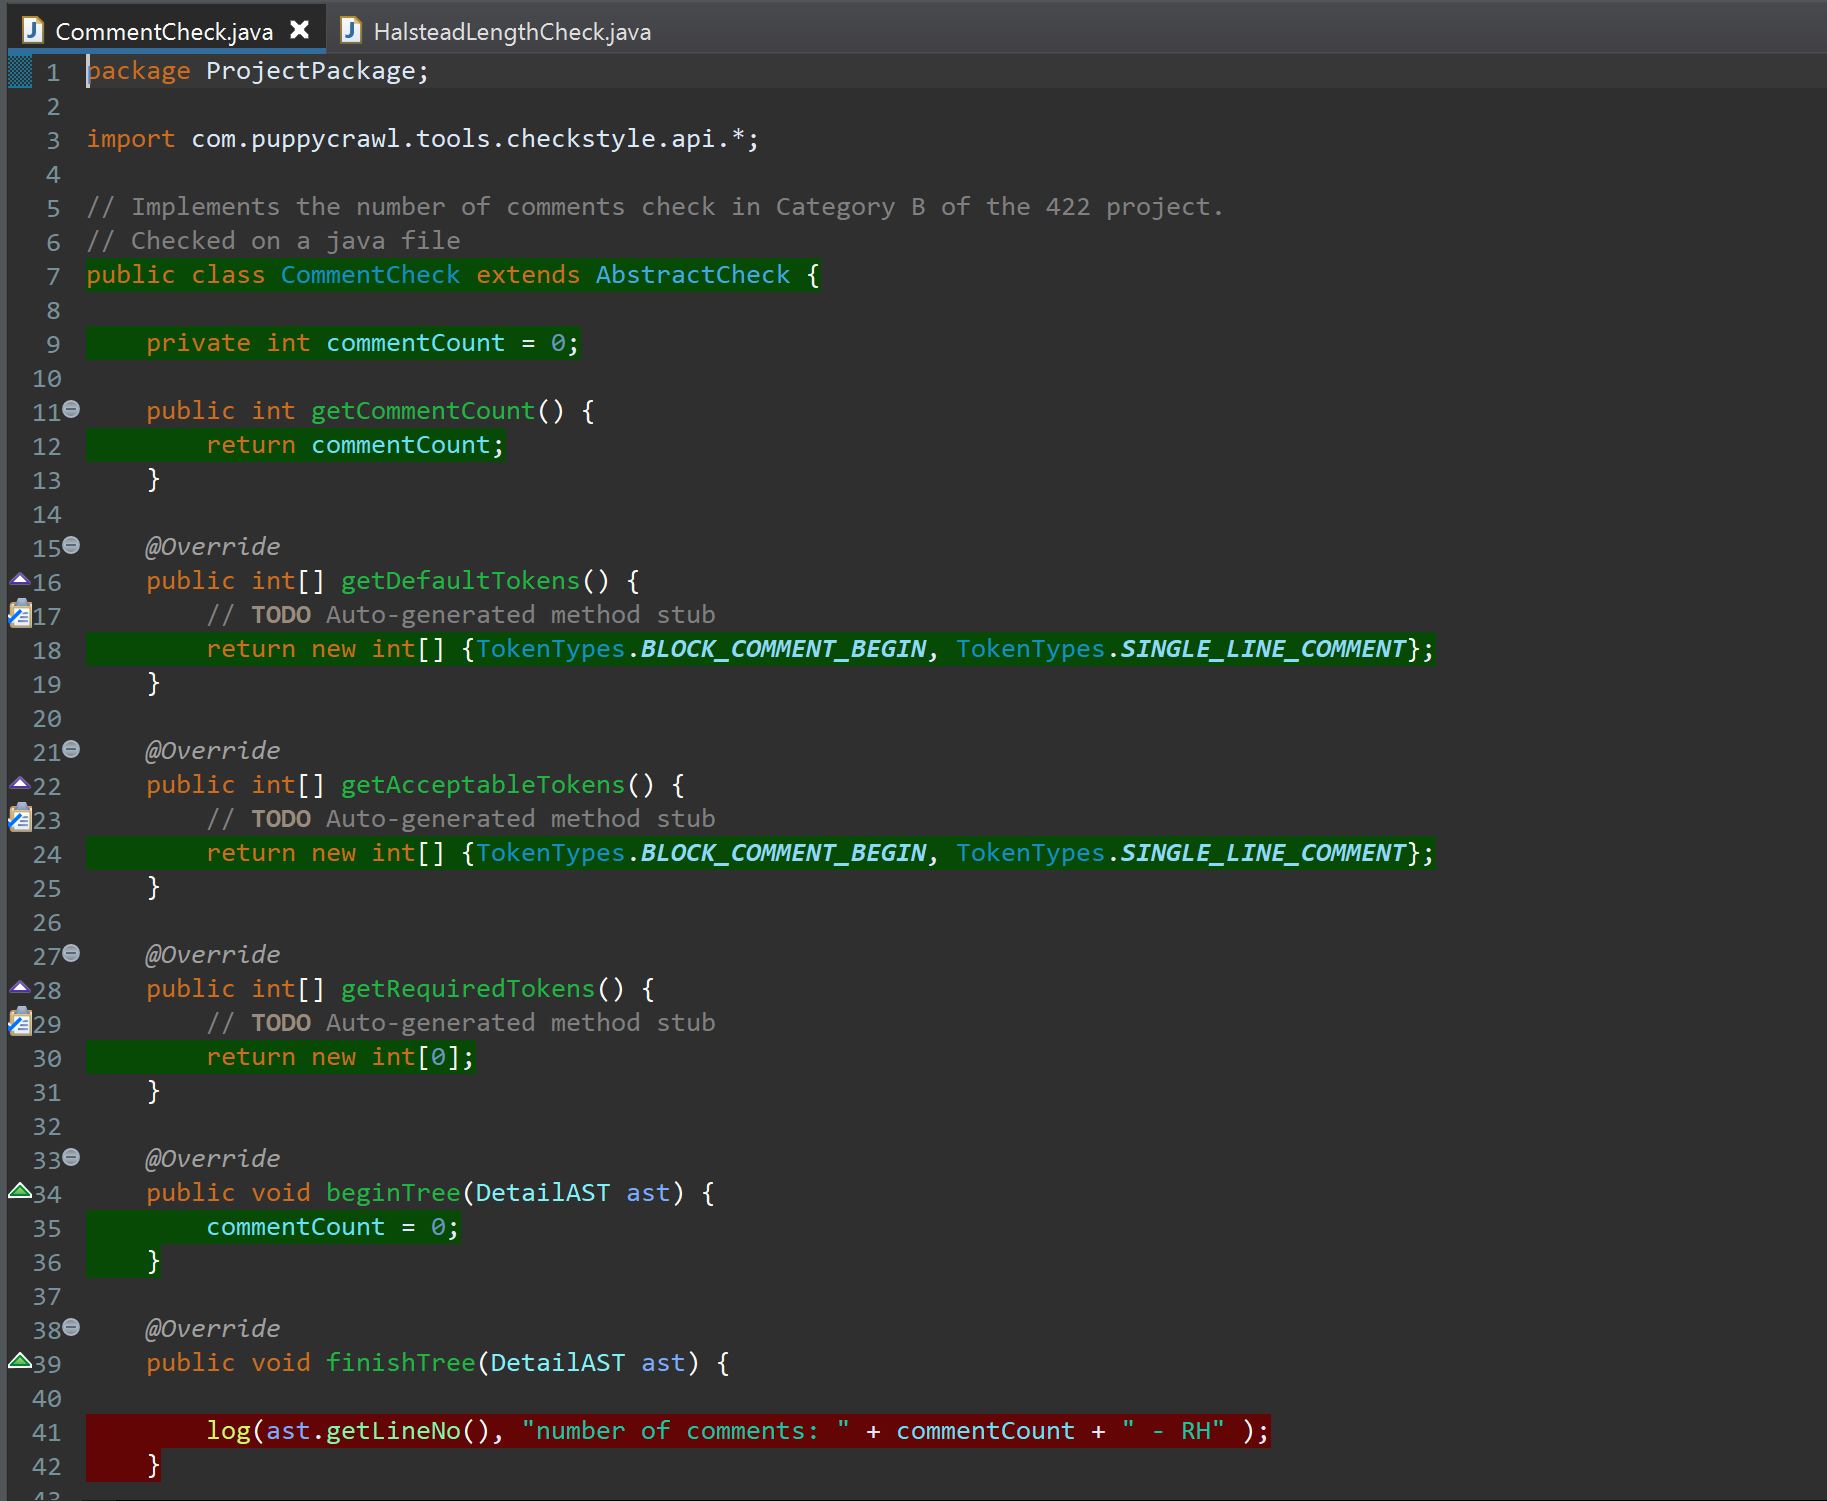 CommentCheck.java HalsteadLengthCheck.java
1 package ProjectPackage;
2
3 import com.puppycrawl.tools.checkstyle.api.*;
4
5 // Implements the number of comments check in Category B of the 422 project.
6 // Checked on a java file
7 public class CommentCheck extends AbstractCheck {
8
9     private int commentCount = 0;
10
11     public int getCommentCount() {
12         return commentCount;
13     }
14
15     @Override
16     public int[] getDefaultTokens() {
17         // TODO Auto-generated method stub
18         return new int[] {TokenTypes.BLOCK_COMMENT_BEGIN, TokenTypes.SINGLE_LINE_COMMENT};
19     }
20
21     @Override
22     public int[] getAcceptableTokens() {
23         // TODO Auto-generated method stub
24         return new int[] {TokenTypes.BLOCK_COMMENT_BEGIN, TokenTypes.SINGLE_LINE_COMMENT};
25     }
26
27     @Override
28     public int[] getRequiredTokens() {
29         // TODO Auto-generated method stub
30         return new int[0];
31     }
32
33     @Override
34     public void beginTree(DetailAST ast) {
35         commentCount = 0;
36     }
37
38     @Override
39     public void finishTree(DetailAST ast) {
40
41         log(ast.getLineNo(), "number of comments: " + commentCount + " - RH" );
42     }
43